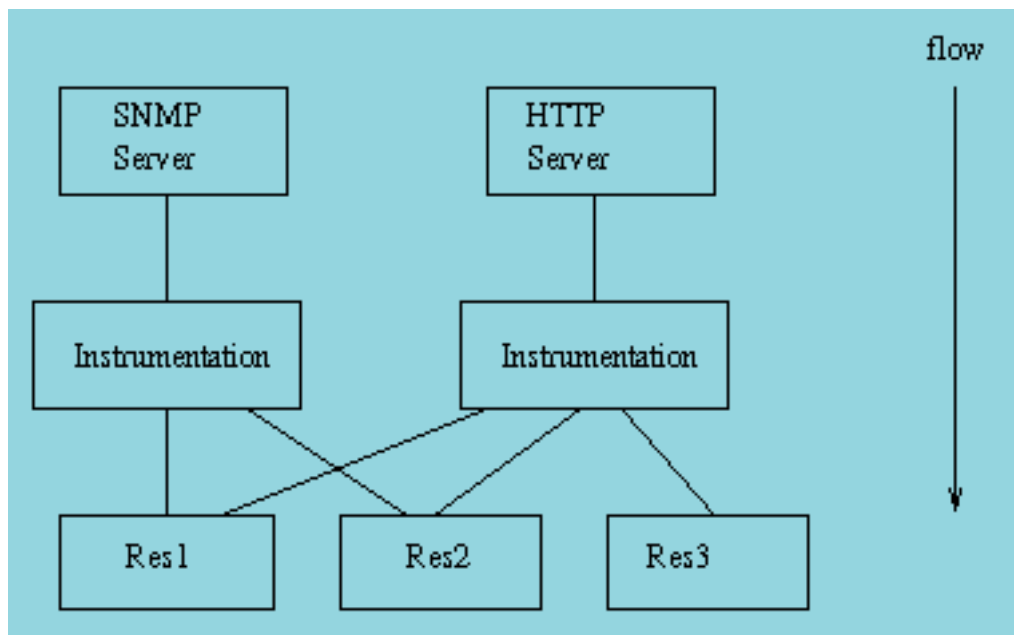 flow
SNMP
Server
HTTP
Server
Instrumentation
Instrumentation
Res1
Res2
Res3